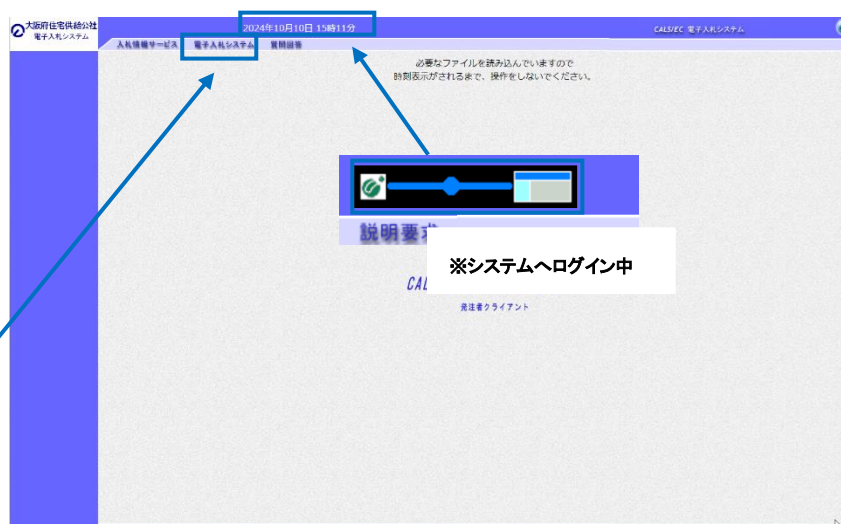 大阪府住宅供給公社
電子入札システム
2024年10月10日 15時11分
CALS/EC 電子入札システム
入札情報サービス 電子入札システム 質問回答
必要なファイルを読み込んでいますので
時刻表示がされるまで、操作をしないでください。
説明要求
※システムへログイン中
CAL
発注者クライアント